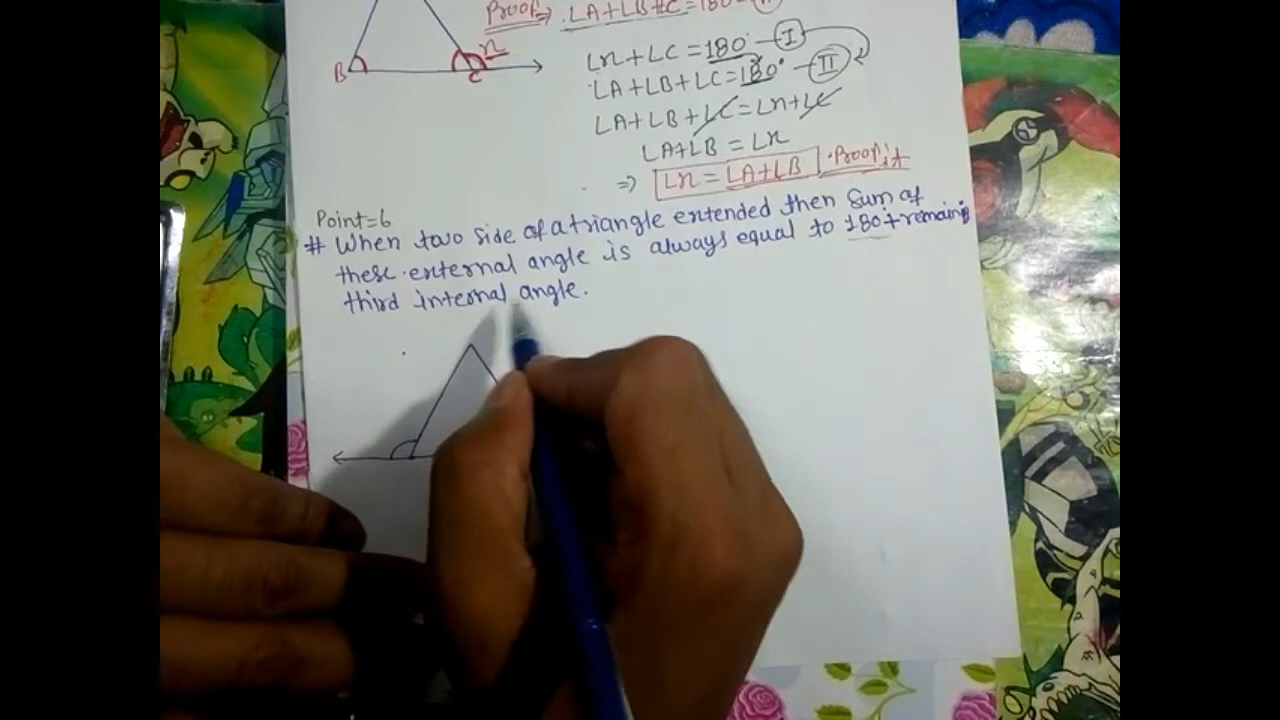 Proof ⇒ ∠A+∠B+∠C=180°-
∠x+∠C=180° -(I)
∠A+∠B+∠C=180° -(II)
∠A+∠B+∠C=∠x+∠C
∠A+∠B=∠x
⇒ ∠x=∠A+∠B . Proof it
B
x
C
Point=6
# When two side of a triangle extended then sum of
these external angle is always equal to 180°+remaining
third internal angle.